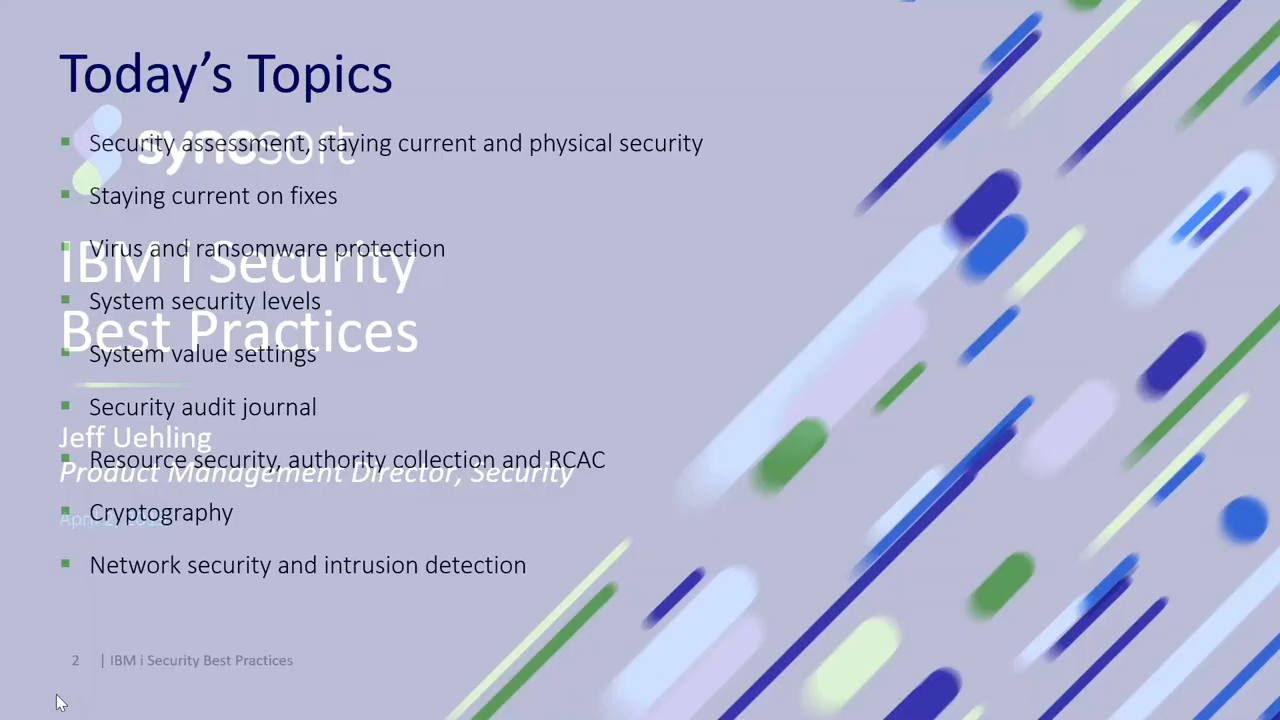 Today's Topics
syncsort
▪ Security assessment, staying current and physical security
▪ Staying current on fixes
▪ Virus and ransomware protection
IBM i Security
▪ System security levels
Best Practices
▪ System value settings
▪ Security audit journal
Jeff Uehling
▪ Resource security, authority collection and RCAC
Product Management Director, Security
▪ Cryptography
April
▪ Network security and intrusion detection
2 | IBM i Security Best Practices